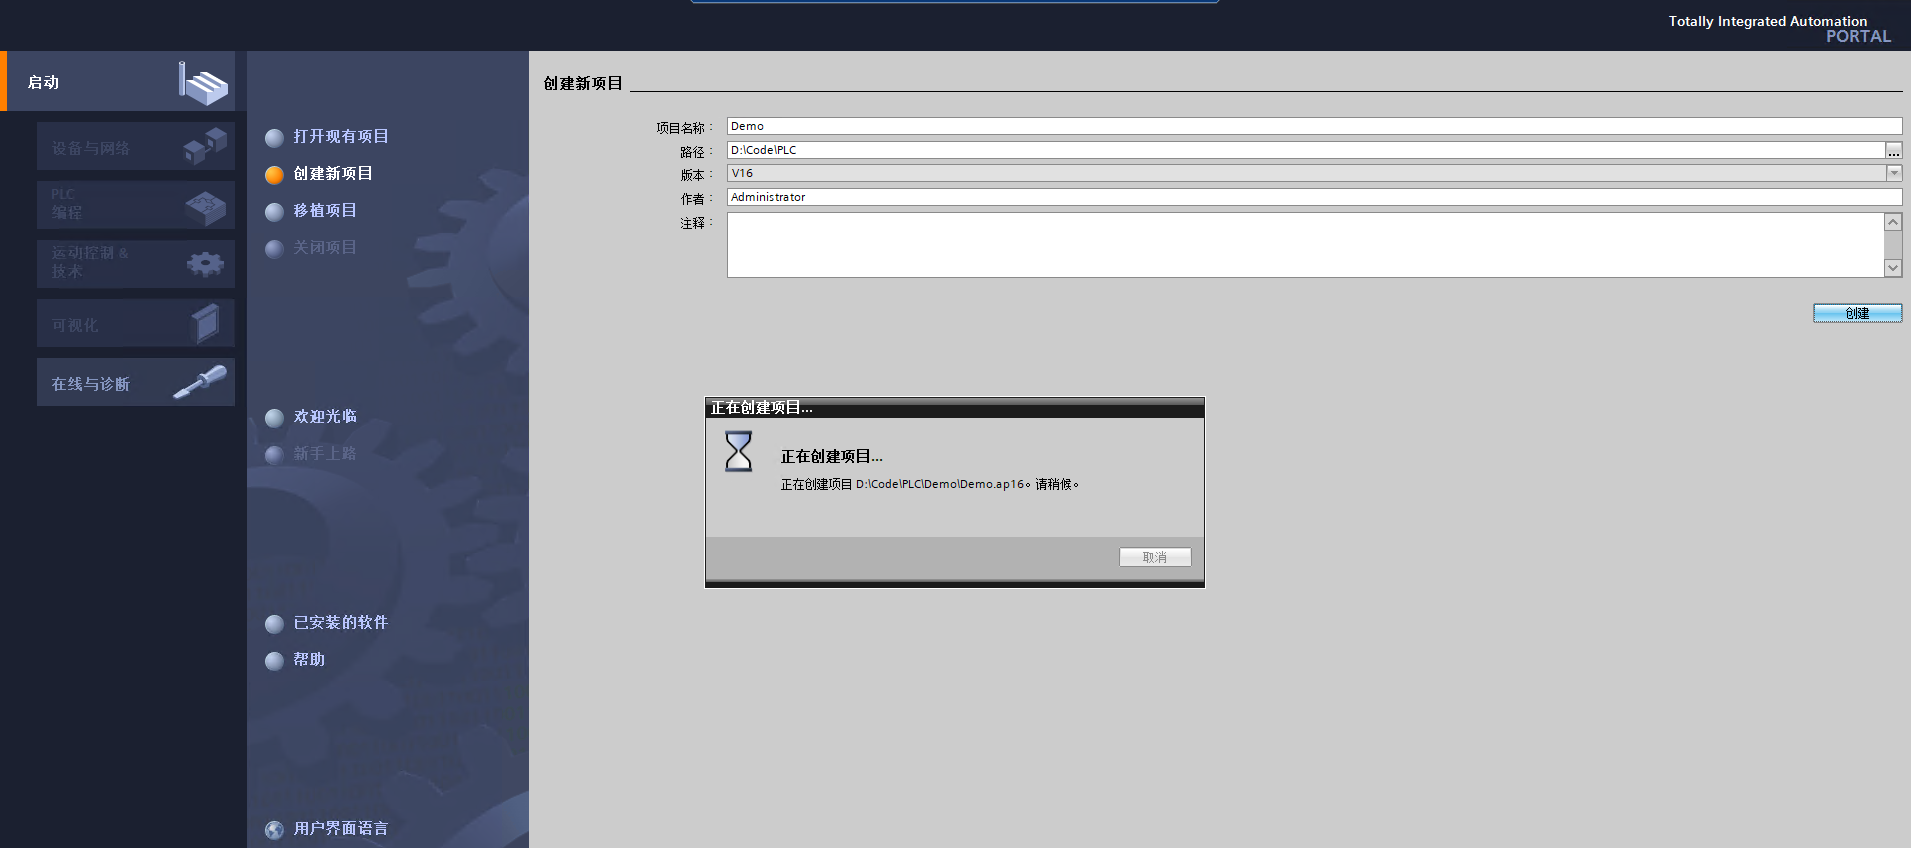 Totally Integrated Automation
PORTAL
启动
设备与网络
PLC
编程
运动控制 &
技术
可视化
在线与诊断
打开现有项目
创建新项目
移植项目
关闭项目
欢迎光临
新手上路
已安装的软件
帮助
用户界面语言
创建新项目
项目名称：
Demo
路径：
D:\Code\PLC
...
版本：
V16
作者：
Administrator
注释：
创建
正在创建项目...
正在创建项目...
正在创建项目 D:\Code\PLC\Demo\Demo.ap16。请稍候。
取消